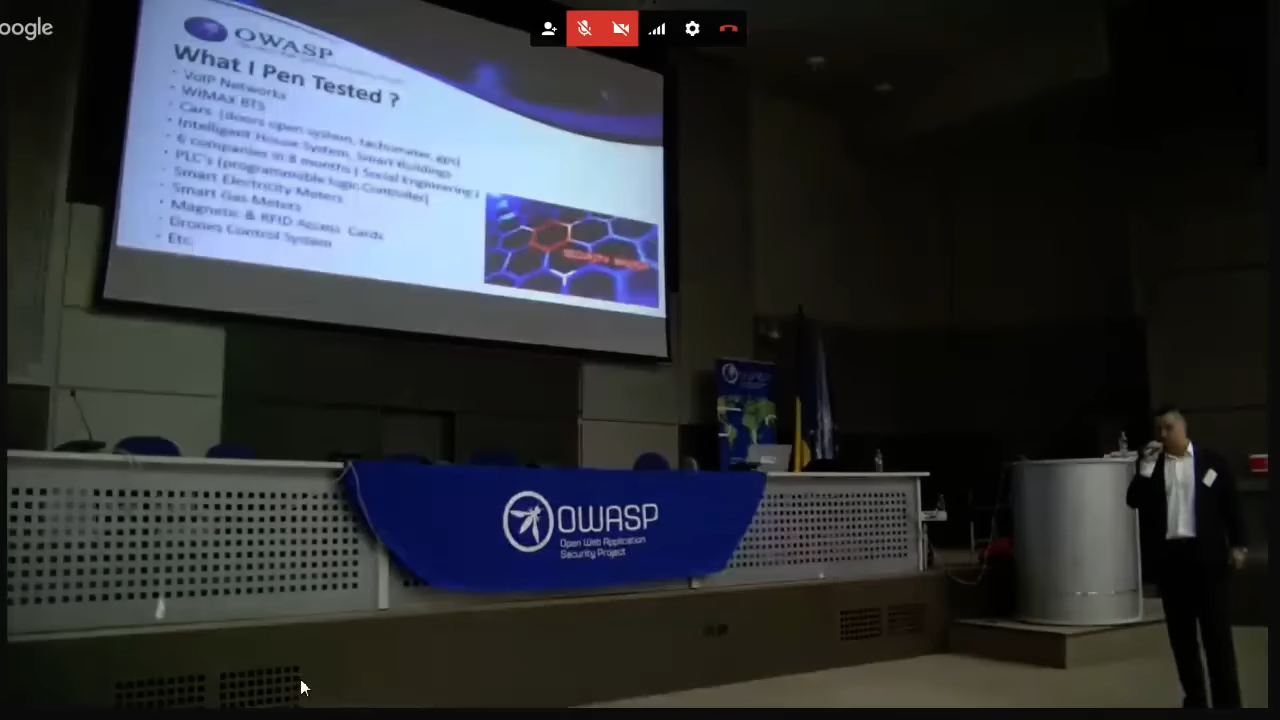 oogle
OWASP
What I Pen Tested ?
VoIP Networks
WiMAX BTS
Cars (doors open system, tachometer, gps)
Intelligent House System, Smart Buildings
6 companies in 8 months ( Social Engineering )
PLC's (programmable logic Controller)
Smart Electricity Meters
Smart Gas Meters
Magnetic & RFID Access Cards
Drones Control System
Etc
OWASP
Open Web Application
Security Project